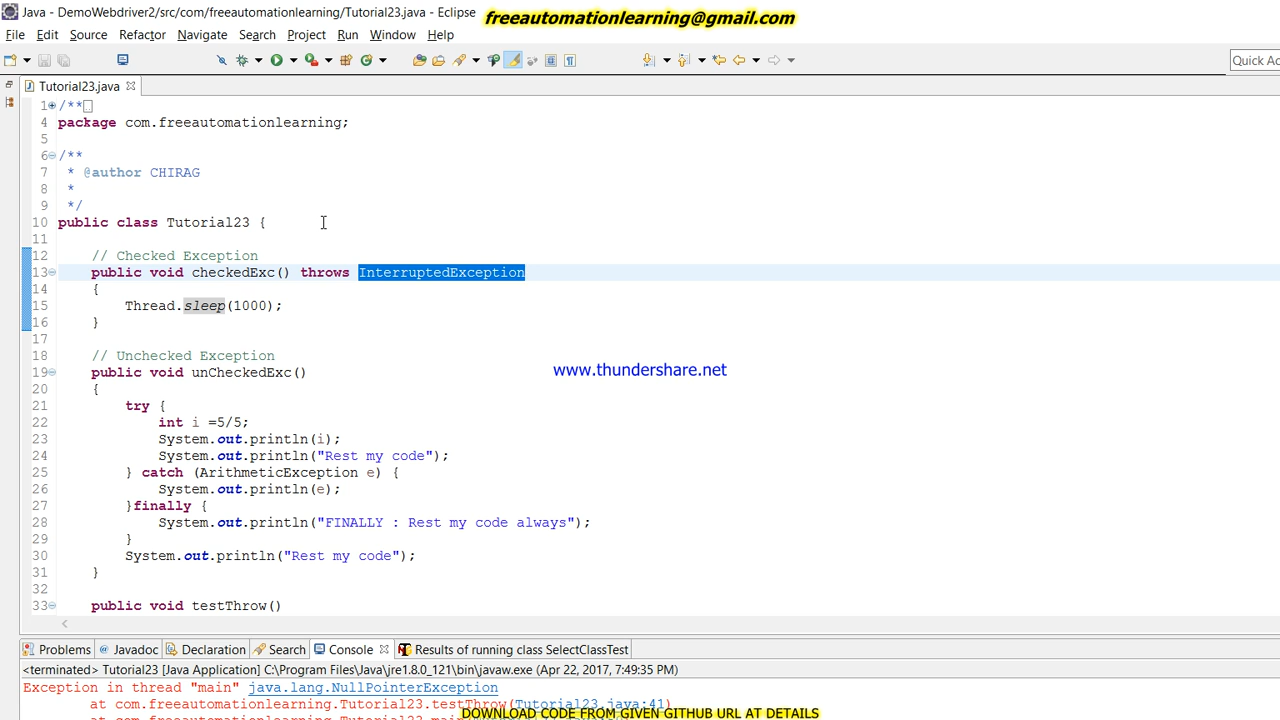 Java - DemoWebdriver2/src/com/freeautomationlearning/Tutorial23.java - Eclipse
freeautomationlearning@gmail.com
File Edit Source Refactor Navigate Search Project Run Window Help
Quick Ac
Tutorial23.java
1 /**
4 package com.freeautomationlearning;
5
6 /**
7 * @author CHIRAG
8 *
9 */
10 public class Tutorial23 {
11
12 // Checked Exception
13 public void checkedExc() throws InterruptedException
14 {
15 Thread.sleep(1000);
16 }
17
18 // Unchecked Exception
www.thundershare.net
19 public void unCheckedExc()
20 {
21 try {
22 int i =5/5;
23 System.out.println(i);
24 System.out.println("Rest my code");
25 } catch (ArithmeticException e) {
26 System.out.println(e);
27 }finally {
28 System.out.println("FINALLY : Rest my code always");
29 }
30 System.out.println("Rest my code");
31 }
32
33 public void testThrow()
Problems Javadoc Declaration Search Console Results of running class SelectClassTest
<terminated> Tutorial23 [Java Application] C:\Program Files\Java\jre1.8.0_121\bin\javaw.exe (Apr 22, 2017, 7:49:35 PM)
Exception in thread "main" java.lang.NullPointerException
at com.freeautomationlearning.Tutorial23.testThrow(Tutorial23.java:41)
DOWNLOAD CODE FROM GIVEN GITHUB URL AT DETAILS